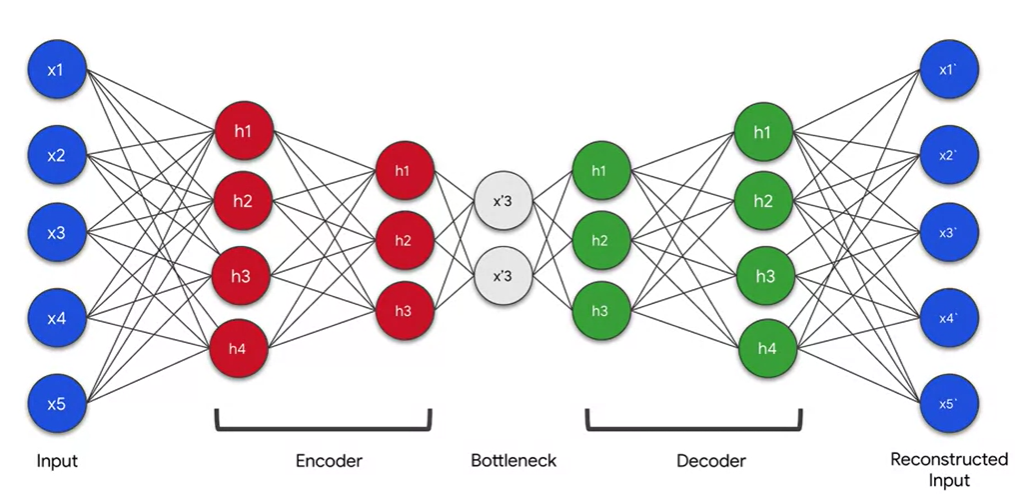 x1
x2
x3
x4
x5
h1
h2
h3
h4
h1
h2
h3
x'3
x'3
h1
h2
h3
h1
h2
h3
h4
x1`
x2`
x3`
x4`
x5`
Input
Encoder
Bottleneck
Decoder
Reconstructed
Input